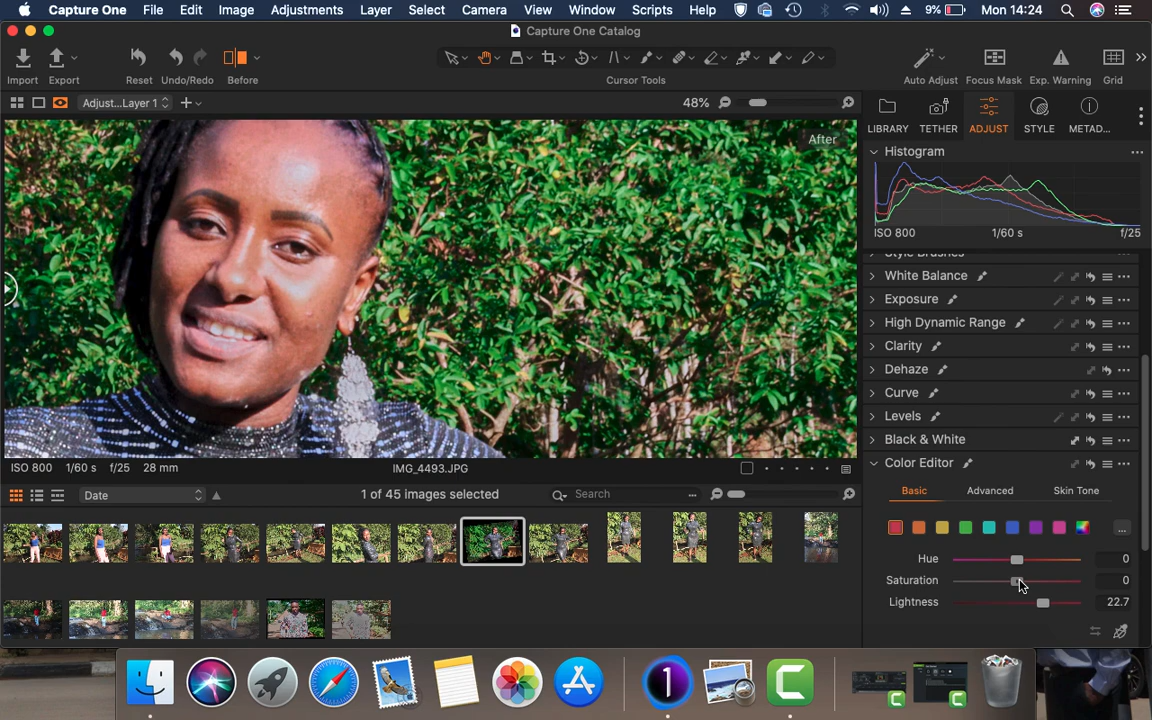 Capture One File Edit Image Adjustments Layer Select Camera View Window Scripts Help 9% Mon 14:24
Capture One Catalog
Import Export Reset Undo/Redo Before Cursor Tools Auto Adjust Focus Mask Exp. Warning Grid
Adjust...Layer 1 48%
LIBRARY TETHER ADJUST STYLE METAD...
After
Histogram
ISO 800 1/60 s f/25
Style Brushes
White Balance
Exposure
High Dynamic Range
Clarity
Dehaze
Curve
Levels
Black & White
Color Editor
Basic Advanced Skin Tone
...
Hue 0
Saturation 0
Lightness 22.7
ISO 800 1/60 s f/25 28 mm IMG_4493.JPG
Date 1 of 45 images selected Search
1
C
C
C